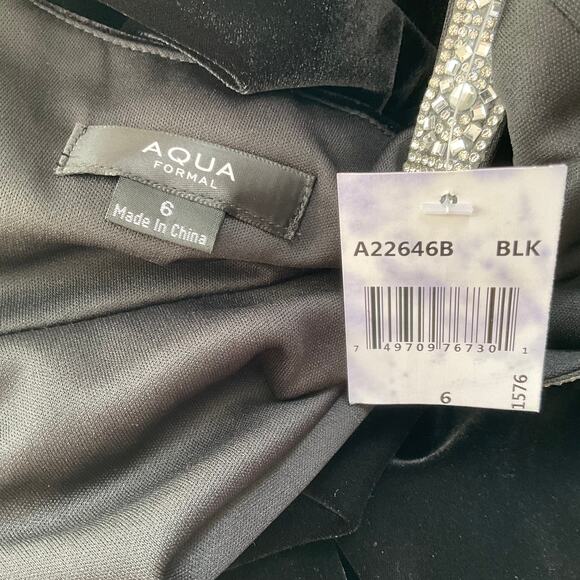 AQUA
FORMAL
6
Made In China
A22646B BLK
7 49709 76730 1
6
1576